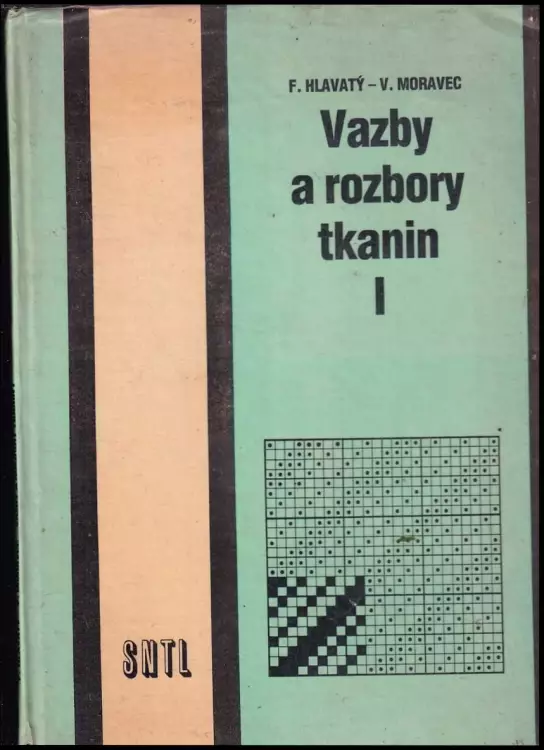 F. HLAVATÝ – V. MORAVEC
Vazby
a rozbory
tkanin
I
SNTL